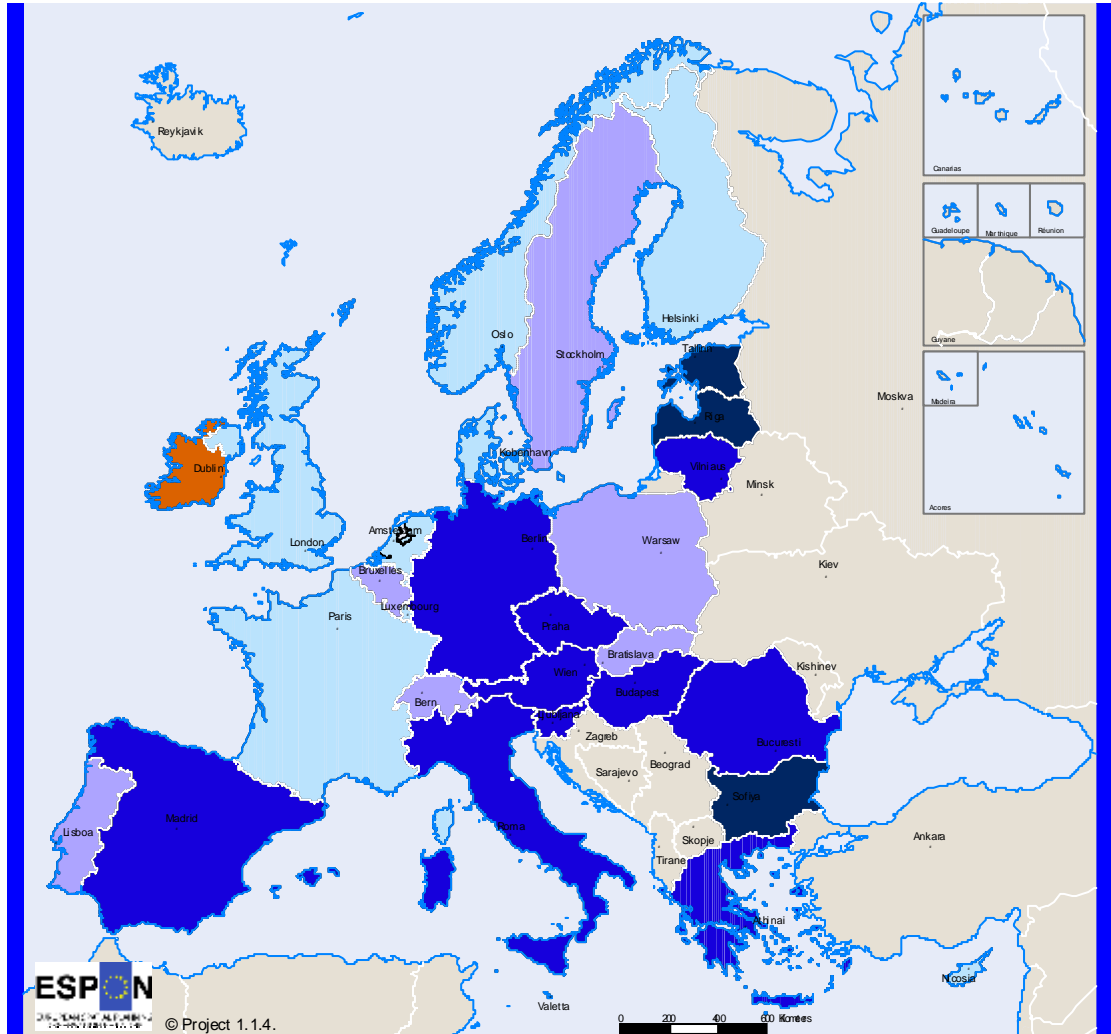 Reykjavik
Canarias
Guadeloupe
Martinique
Réunion
Guyane
Madeira
Acores
Oslo
Helsinki
Stockholm
Tallinn
Riga
Moskva
København
Vilniaus
Minsk
Dublin
Amsterdam
London
Berlin
Warsaw
Bruxelles
Kiev
Luxembourg
Paris
Praha
Bratislava
Kishinev
Wien
Bern
Budapest
Ljubljana
Zagreb
Bucuresti
Beograd
Sarajevo
Sofiya
Madrid
Lisboa
Roma
Skopje
Ankara
Tirane
Athinai
Nicosia
Valetta
ESPON
© Project 1.1.4.
0 200 400 600